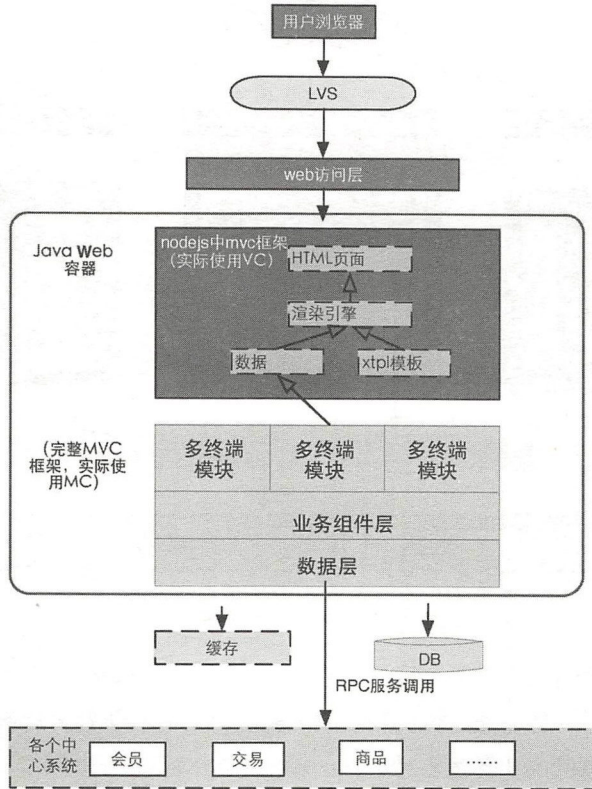 用户浏览器
LVS
web访问层
Java Web
容器
nodejs中mvc框架
（实际使用VC）
HTML页面
渲染引擎
数据
xtpl模板
（完整MVC
框架，实际使
用MC）
多终端
模块
多终端
模块
多终端
模块
业务组件层
数据层
缓存
DB
RPC服务调用
各个中
心系统
会员
交易
商品
......